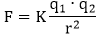 F = K q₁ · q₂ / r²